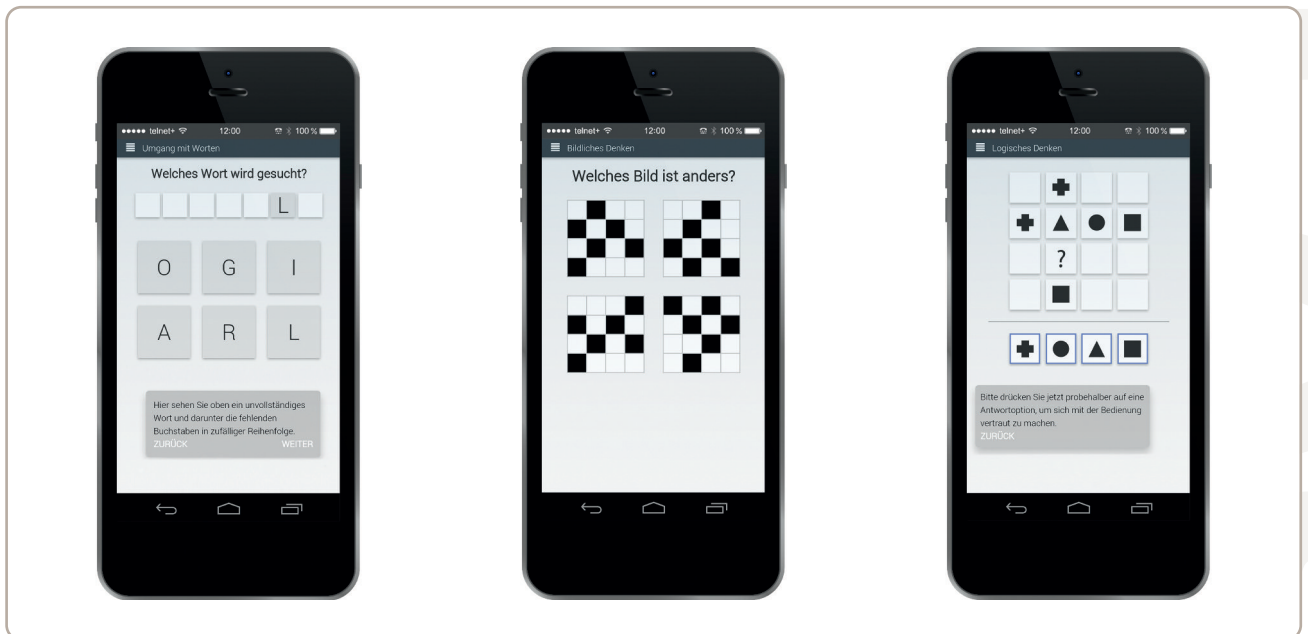 telnet+ 12:00 100 %
Umgang mit Worten
Welches Wort wird gesucht?
L
O G I
A R L
Hier sehen Sie oben ein unvollständiges
Wort und darunter die fehlenden
Buchstaben in zufälliger Reihenfolge.
ZURÜCK WEITER
telnet+ 12:00 100 %
Bildliches Denken
Welches Bild ist anders?
telnet+ 12:00 100 %
Logisches Denken
?
Bitte drücken Sie jetzt probehalber auf eine
Antwortoption, um sich mit der Bedienung
vertraut zu machen.
ZURÜCK